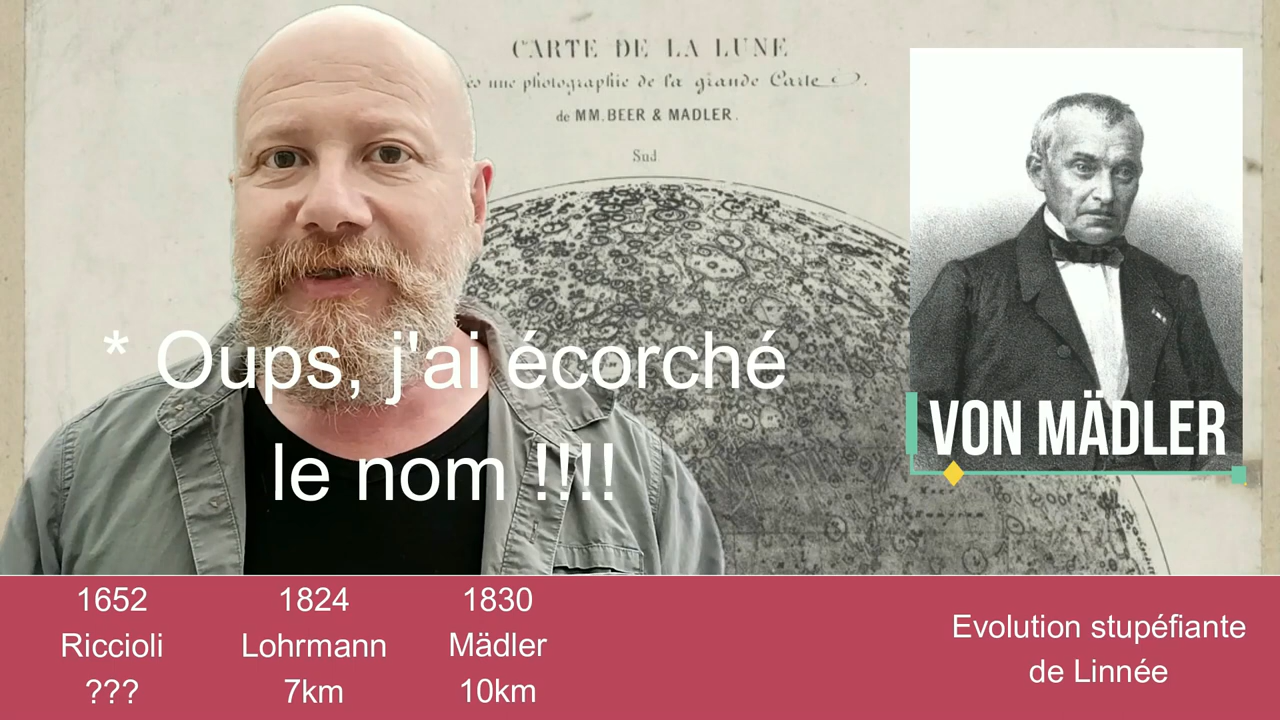 CARTE DE LA LUNE
une photographie de la grande Carte
de MM. BEER & MADLER.
Sud
* Oups, j'ai écorché
le nom !!!!
VON MÄDLER
1652
Riccioli
???
1824
Lohrmann
7km
1830
Mädler
10km
Evolution stupéfiante
de Linnée